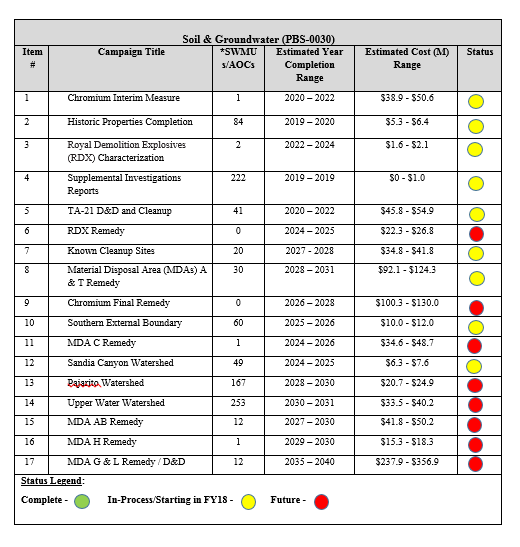 Soil & Groundwater (PBS-0030)
Item # Campaign Title *SWMU s/AOCs Estimated Year Completion Range Estimated Cost (M) Range Status
1 Chromium Interim Measure 1 2020 – 2022 $38.9 - $50.6
2 Historic Properties Completion 84 2019 – 2020 $5.3 - $6.4
3 Royal Demolition Explosives (RDX) Characterization 2 2022 – 2024 $1.6 - $2.1
4 Supplemental Investigations Reports 222 2019 – 2019 $0 - $1.0
5 TA-21 D&D and Cleanup 41 2020 – 2022 $45.8 - $54.9
6 RDX Remedy 0 2024 – 2025 $22.3 - $26.8
7 Known Cleanup Sites 20 2027 - 2028 $34.8 - $41.8
8 Material Disposal Area (MDAs) A & T Remedy 30 2028 – 2031 $92.1 - $124.3
9 Chromium Final Remedy 0 2026 – 2028 $100.3 - $130.0
10 Southern External Boundary 60 2025 – 2026 $10.0 - $12.0
11 MDA C Remedy 1 2024 – 2026 $34.6 - $48.7
12 Sandia Canyon Watershed 49 2024 – 2025 $6.3 - $7.6
13 Pajarito Watershed 167 2028 – 2030 $20.7 - $24.9
14 Upper Water Watershed 253 2030 – 2031 $33.5 - $40.2
15 MDA AB Remedy 12 2027 – 2030 $41.8 - $50.2
16 MDA H Remedy 1 2029 – 2030 $15.3 - $18.3
17 MDA G & L Remedy / D&D 12 2035 – 2040 $237.9 - $356.9
Status Legend:
Complete - In-Process/Starting in FY18 - Future -